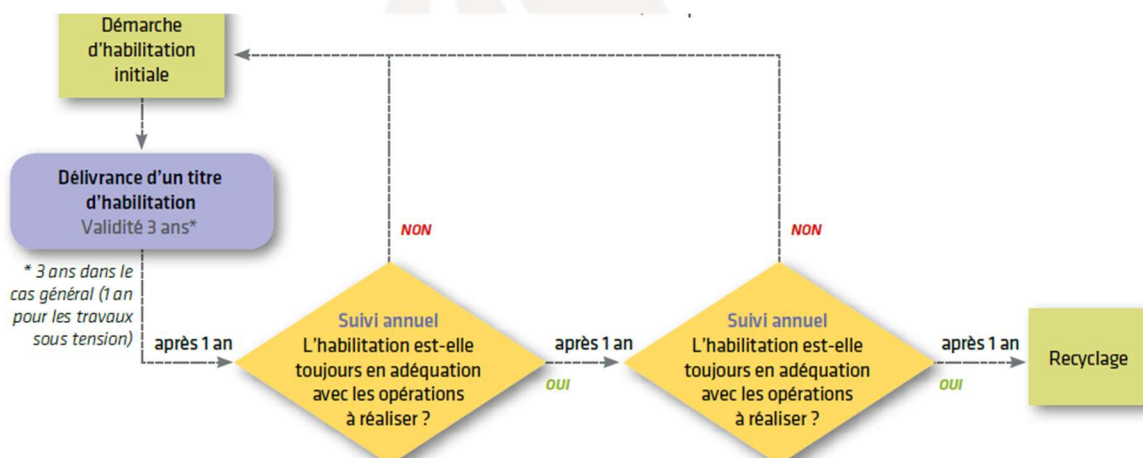 Démarche
d'habilitation
initiale
Délivrance d'un titre
d'habilitation
Validité 3 ans*
* 3 ans dans le
cas général (1 an
pour les travaux
sous tension)
après 1 an
NON
Suivi annuel
L'habilitation est-elle
toujours en adéquation
avec les opérations
à réaliser ?
après 1 an
OUI
NON
Suivi annuel
L'habilitation est-elle
toujours en adéquation
avec les opérations
à réaliser ?
après 1 an
OUI
Recyclage